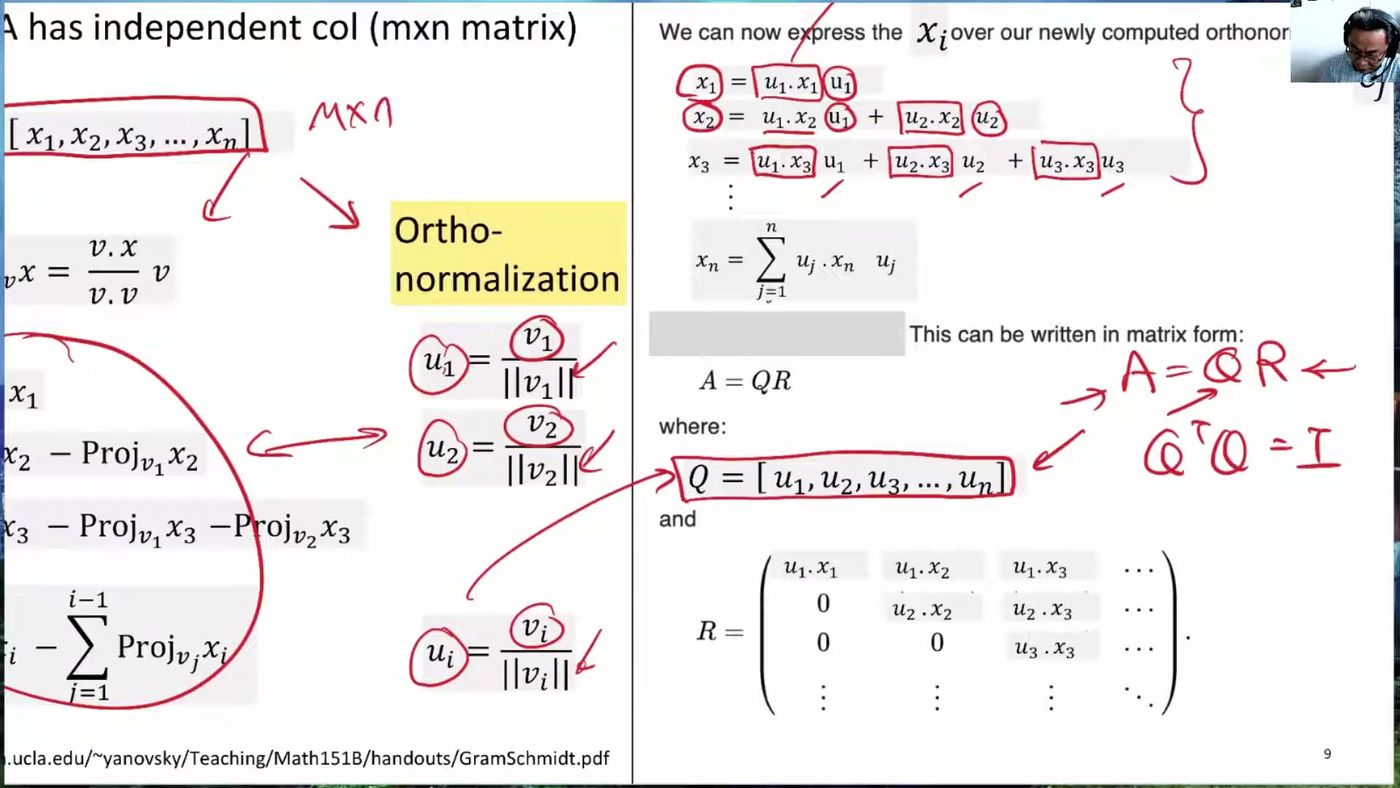 A has independent col (mxn matrix)
[ x₁, x₂, x₃, … , xₙ]
mxn
ᵥx = v. x / v. v v
Ortho-
normalization
u₁ = v₁ / ||v₁||
x₁
x₂ − Proj_v₁ x₂
u₂ = v₂ / ||v₂||
x₃ − Proj_v₁ x₃ −Proj_v₂ x₃
i − ∑_{j=1}^{i−1} Proj_vⱼ xᵢ
uᵢ = vᵢ / ||vᵢ||
.ucla.edu/~yanovsky/Teaching/Math151B/handouts/GramSchmidt.pdf
We can now express the xᵢ over our newly computed orthonor
x₁ = u₁. x₁ u₁
x₂ = u₁. x₂ u₁ + u₂. x₂ u₂
x₃ = u₁. x₃ u₁ + u₂. x₃ u₂ + u₃. x₃ u₃
⋮
xₙ = ∑_{j=1}^{n} uⱼ . xₙ uⱼ
This can be written in matrix form:
A = QR
A = QR
where:
QᵀQ = I
Q = [ u₁, u₂, u₃, … , uₙ]
and
R = ( u₁. x₁ u₁. x₂ u₁. x₃ ⋯
0 u₂ . x₂ u₂ . x₃ ⋯
0 0 u₃ . x₃ ⋯
⋮ ⋮ ⋮ ⋱ ) .
9